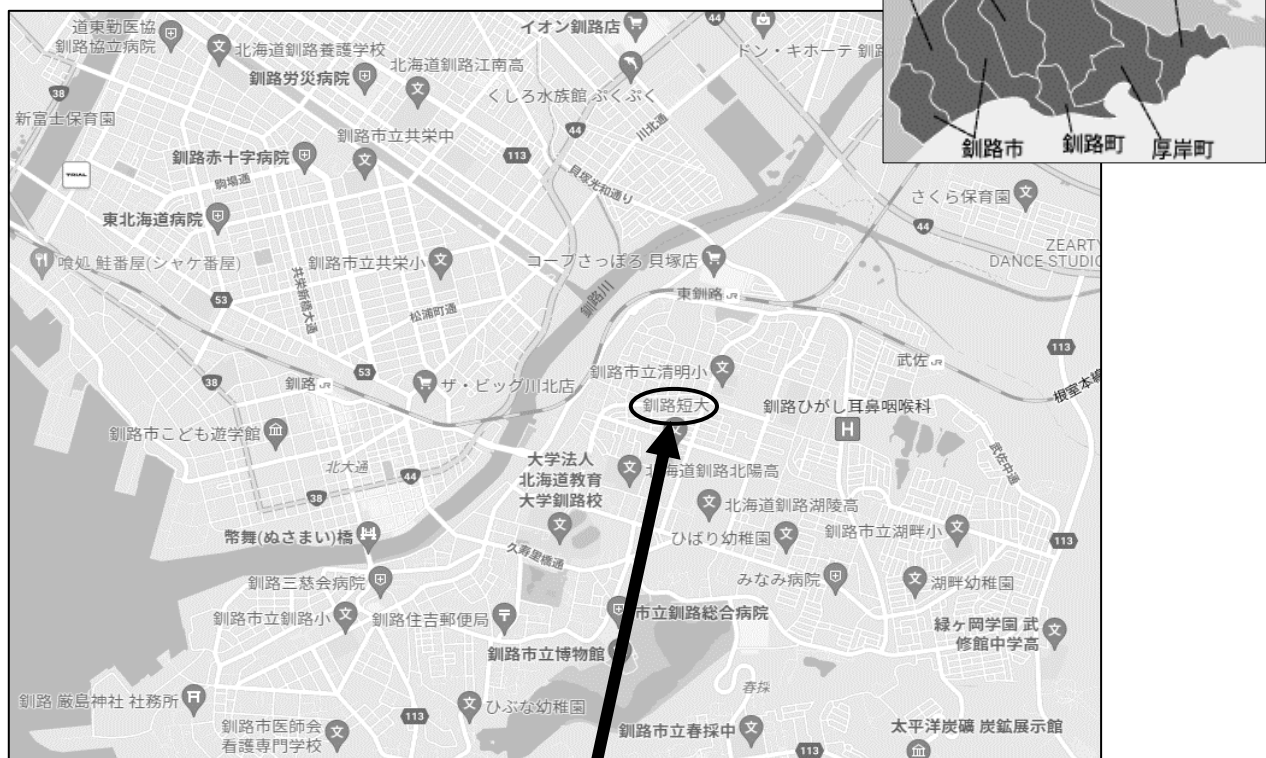 道東勤医協
釧路協立病院
北海道釧路養護学校
釧路労災病院
北海道釧路江南高
イオン釧路店
44
ドン・キホーテ 釧路
くしろ水族館 ぷくぷく
38
新富士保育園
釧路市立共栄中
44
川北通
113
釧路市
釧路町
厚岸町
釧路赤十字病院
駒場通
貝塚光和通り
さくら保育園
東北海道病院
44
ZEARTY
DANCE STUDIO
喰処 鮭番屋(シャケ番屋)
釧路市立共栄小
コープさっぽろ 貝塚店
共栄新橋大通
53
松浦町通
釧路川
東釧路 JR
113
武佐 JR
釧路市立清明小
53
38
釧路 JR
ザ・ビッグ川北店
根室本線
釧路短大
釧路ひがし耳鼻咽喉科
H
釧路市こども遊学館
北大通
44
38
大学法人
北海道教育
大学釧路校
北海道釧路北陽高
武佐中通
北海道釧路湖陵高
幣舞(ぬさまい)橋
ひばり幼稚園
釧路市立湖畔小
113
久寿里橋通
釧路三慈会病院
みなみ病院
湖畔幼稚園
釧路市立釧路小
釧路住吉郵便局
市立釧路総合病院
緑ヶ岡学園 武
修館中学高
釧路市立博物館
釧路 厳島神社 社務所
春採
ひぶな幼稚園
113
釧路市医師会
看護専門学校
釧路市立春採中
太平洋炭礦 炭鉱展示館
113